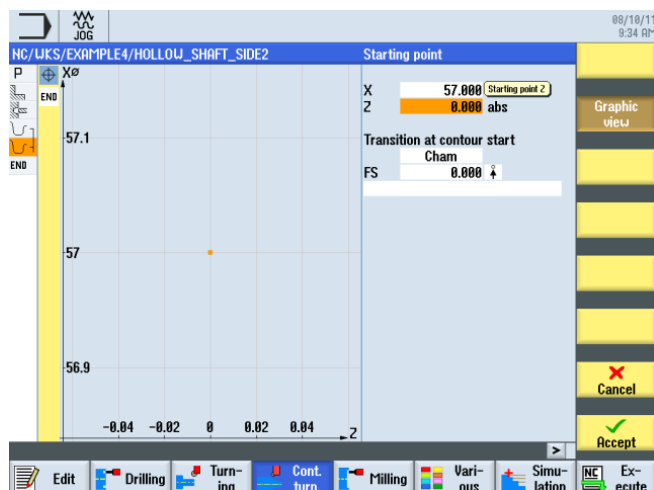 JOG
08/10/11
9:34 AM
NC/WKS/EXAMPLE4/HOLLOW_SHAFT_SIDE2
Starting point
P
END
END
XØ
57.1
57
56.9
-0.04 -0.02 0 0.02 0.04
Z
X 57.000 Starting point Z
Z 0.000 abs
Transition at contour start
Cham
FS 0.000
Graphic
view
Cancel
Accept
>
Edit
Drilling
Turn-
ing
Cont.
turn
Milling
Vari-
ous
Simu-
lation
NC Ex-
ecute